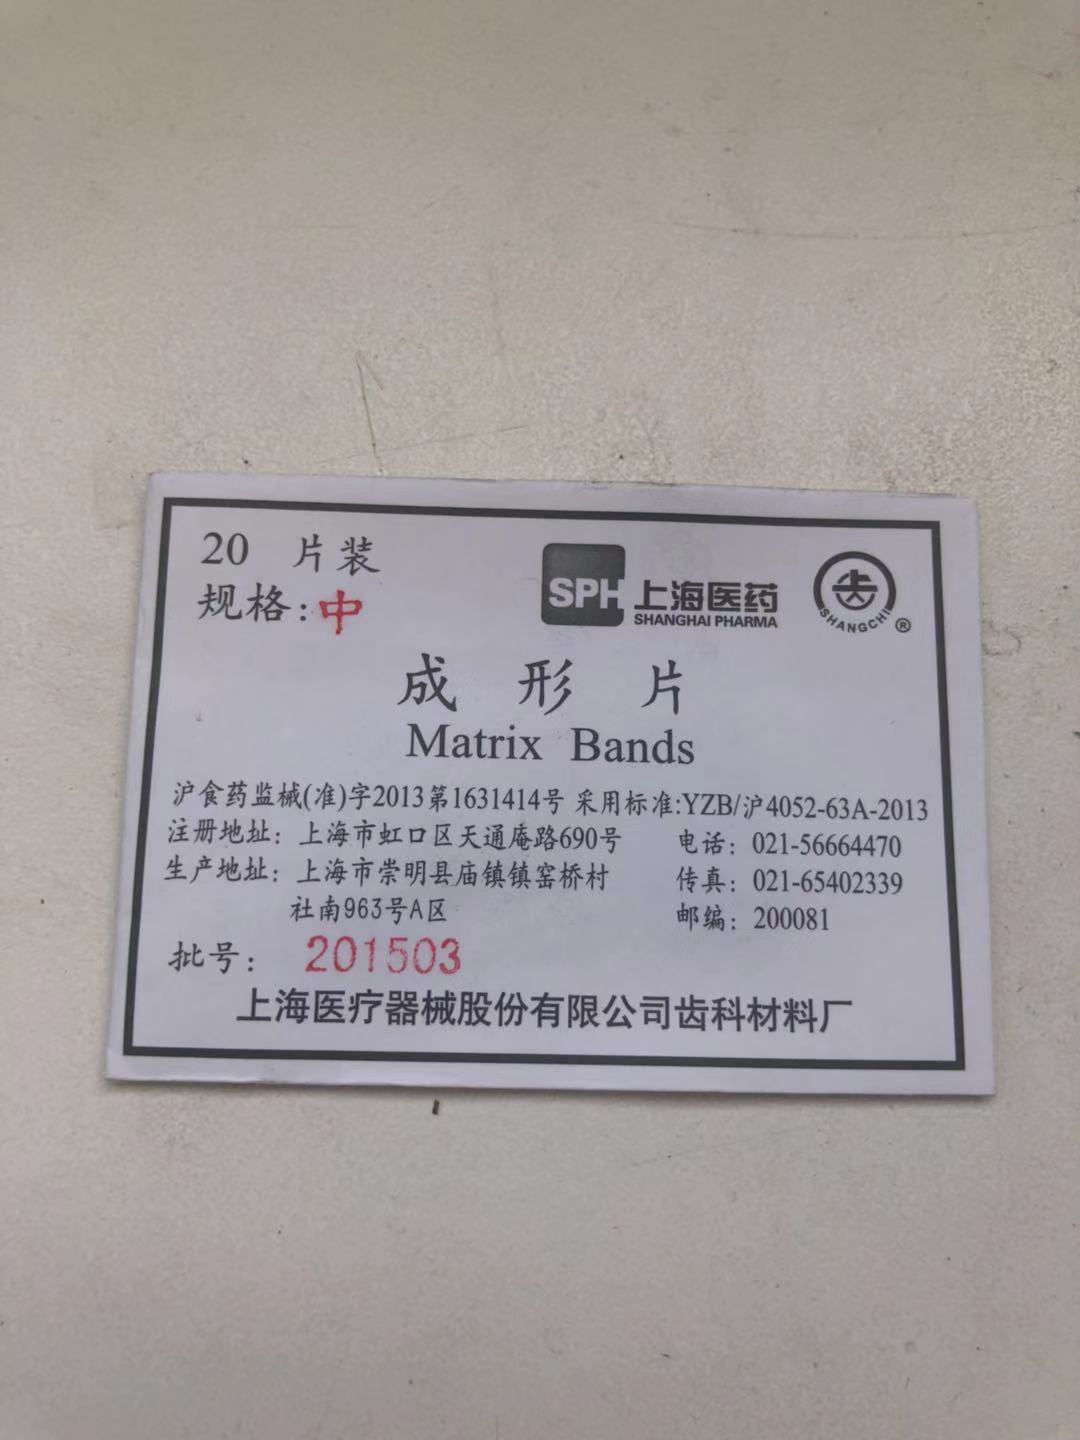 20 片装
规格:中
SPH 上海医药
SHANGHAI PHARMA
SHANGCHI ®
成形片
Matrix Bands
沪食药监械(准)字2013第1631414号 采用标准:YZB/沪4052-63A-2013
注册地址：上海市虹口区天通庵路690号 电话：021-56664470
生产地址：上海市崇明县庙镇镇窑桥村 传真：021-65402339
社南963号A区 邮编：200081
批号： 201503
上海医疗器械股份有限公司齿科材料厂